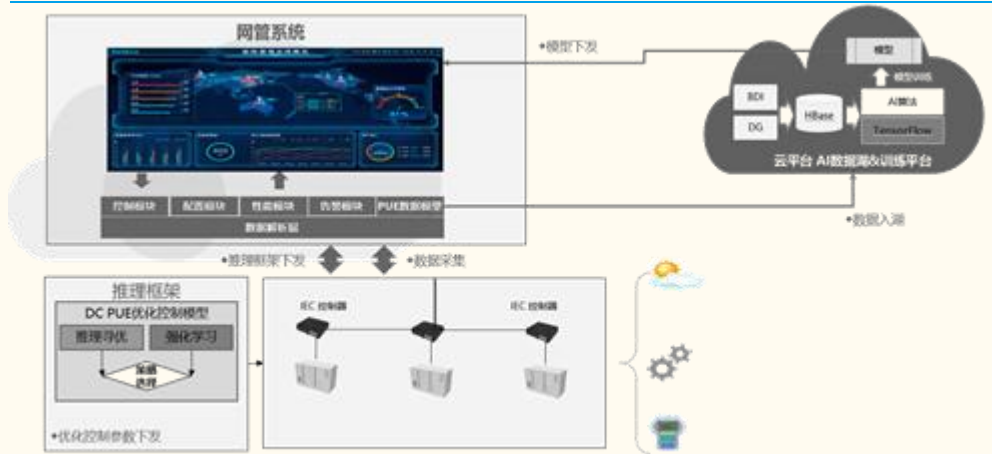 网管系统
•模型下发
模型
模型训练
BDI
DG
HBase
AI算法
TensorFlow
云平台 AI数据湖&训练平台
控制模块 配置模块 性能模块 告警模块 PUE数据模型
数据解析层
•数据入湖
•推理框架下发
•数据采集
推理框架
DC PUE优化控制模型
推理寻优 强化学习
策略
选择
•优化控制参数下发
IEC 控制器
IEC 控制器